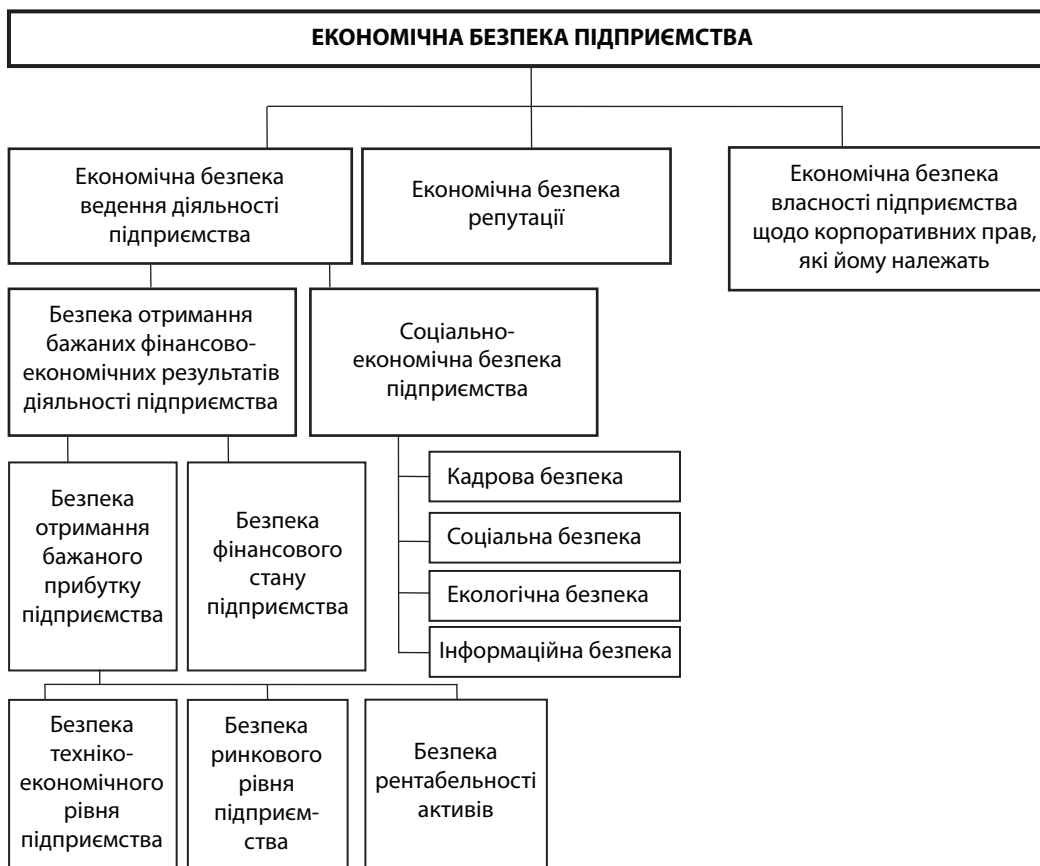 ЕКОНОМІЧНА БЕЗПЕКА ПІДПРИЄМСТВА
Економічна безпека
ведення діяльності
підприємства
Економічна безпека
репутації
Економічна безпека
власності підприємства
щодо корпоративних прав,
які йому належать
Безпека отримання
бажаних фінансово-
економічних результатів
діяльності підприємства
Соціально-
економічна безпека
підприємства
Безпека
отримання
бажаного
прибутку
підприємства
Безпека
фінансового
стану
підприємства
Кадрова безпека
Соціальна безпека
Екологічна безпека
Інформаційна безпека
Безпека
техніко-
економічного
рівня
підприємства
Безпека
ринкового
рівня
підприєм-
ства
Безпека
рентабельності
активів